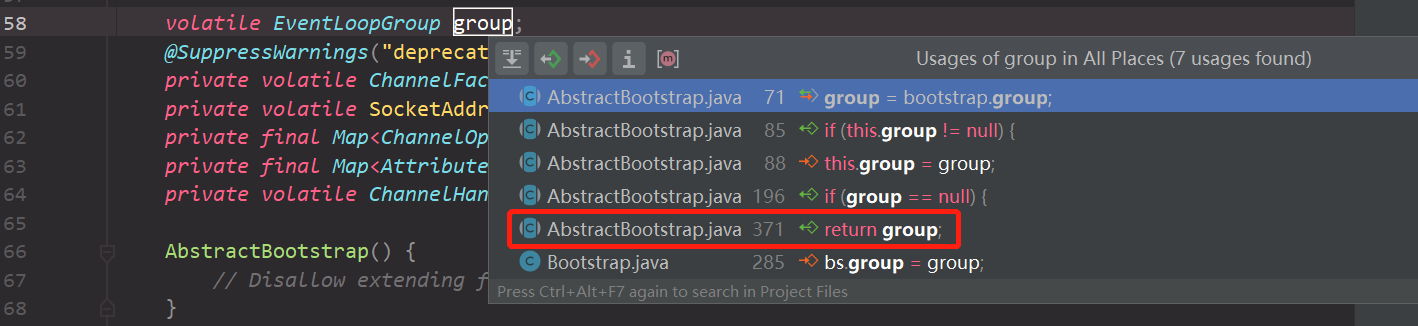 58 volatile EventLoopGroup group;
59 @SuppressWarnings("deprecat
60 private volatile ChannelFac
61 private volatile SocketAddr
62 private final Map<ChannelOp
63 private final Map<Attribute
64 private volatile ChannelHan
65
66 AbstractBootstrap() {
67 // Disallow extending f
68 }
Usages of group in All Places (7 usages found)
AbstractBootstrap.java 71 group = bootstrap.group;
AbstractBootstrap.java 85 if (this.group != null) {
AbstractBootstrap.java 88 this.group = group;
AbstractBootstrap.java 196 if (group == null) {
AbstractBootstrap.java 371 return group;
Bootstrap.java 285 bs.group = group;
Press Ctrl+Alt+F7 again to search in Project Files